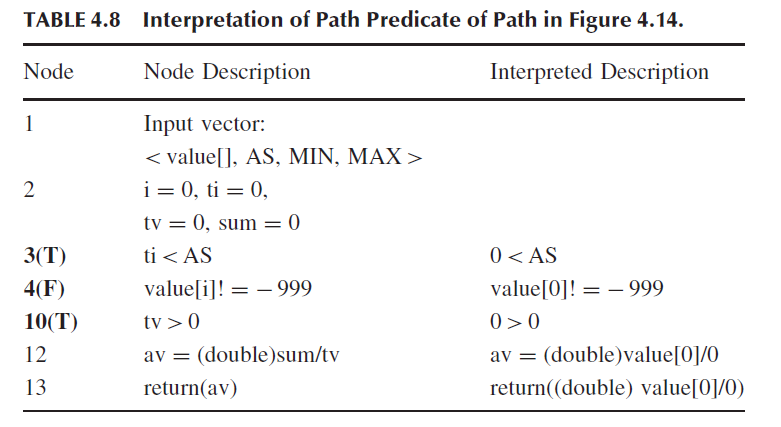 TABLE 4.8 Interpretation of Path Predicate of Path in Figure 4.14.
Node Node Description Interpreted Description
1 Input vector:
< value[], AS, MIN, MAX >
2 i = 0, ti = 0,
tv = 0, sum = 0
3(T) ti < AS 0 < AS
4(F) value[i]! = − 999 value[0]! = − 999
10(T) tv > 0 0 > 0
12 av = (double)sum/tv av = (double)value[0]/0
13 return(av) return((double) value[0]/0)